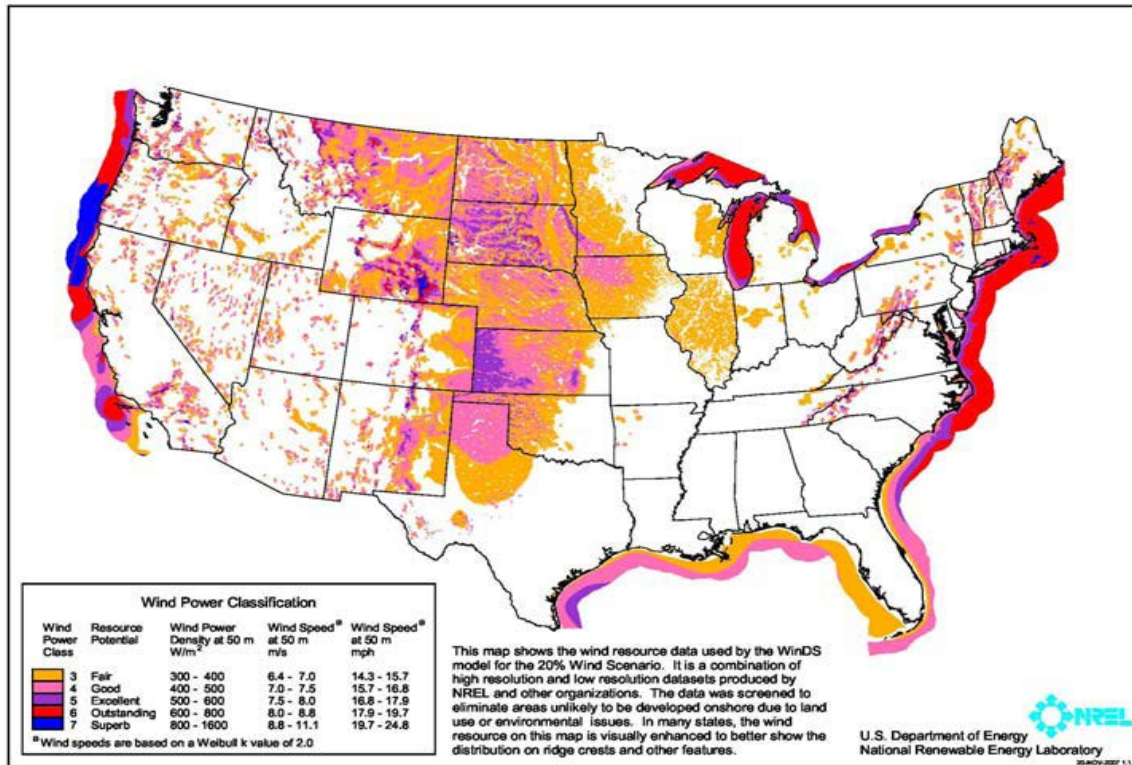 Wind Power Classification
Wind Power Class Resource Potential Wind Power Density at 50 m W/m² Wind Speed a at 50 m m/s Wind Speed a at 50 m mph
3 Fair 300 - 400 6.4 - 7.0 14.3 - 15.7
4 Good 400 - 500 7.0 - 7.5 15.7 - 16.8
5 Excellent 500 - 600 7.5 - 8.0 16.8 - 17.9
6 Outstanding 600 - 800 8.0 - 8.8 17.9 - 19.7
7 Superb 800 - 1600 8.8 - 11.1 19.7 - 24.8
a Wind speeds are based on a Weibull k value of 2.0
This map shows the wind resource data used by the WinDS
model for the 20% Wind Scenario. It is a combination of
high resolution and low resolution datasets produced by
NREL and other organizations. The data was screened to
eliminate areas unlikely to be developed onshore due to land
use or environmental issues. In many states, the wind
resource on this map is visually enhanced to better show the
distribution on ridge crests and other features.
NREL
U.S. Department of Energy
National Renewable Energy Laboratory